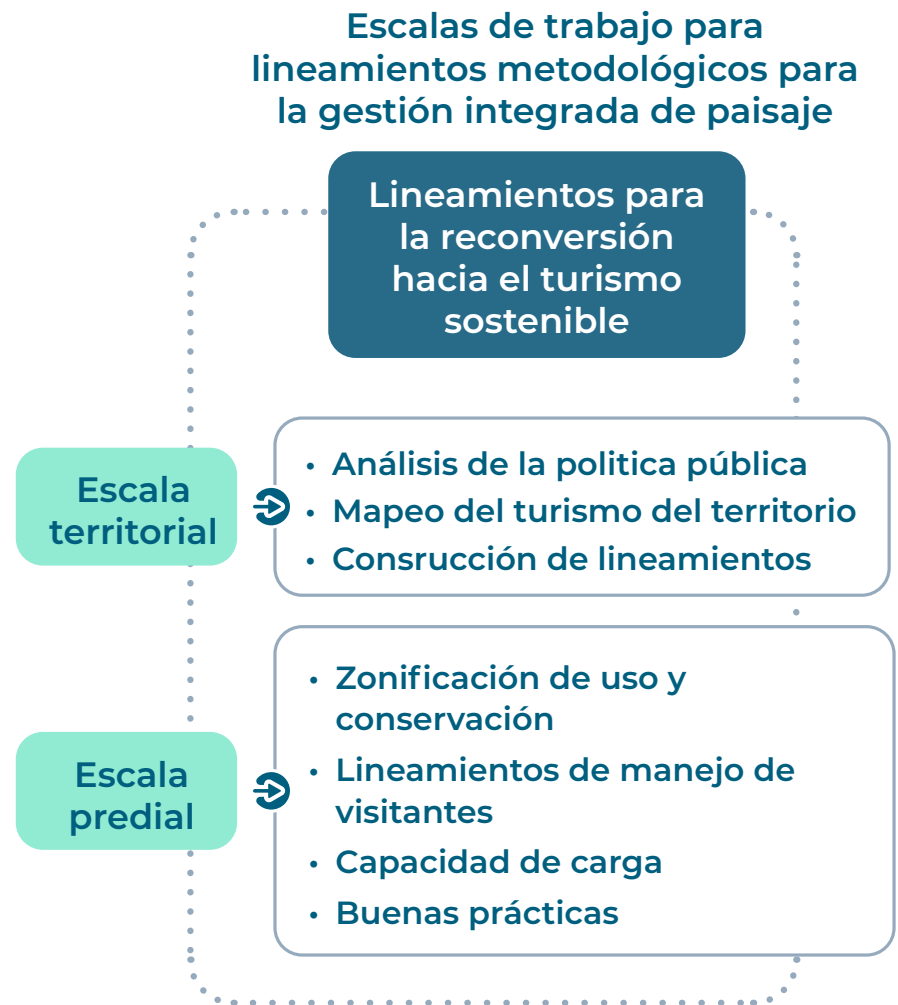 Escalas de trabajo para
lineamientos metodológicos para
la gestión integrada de paisaje
Lineamientos para
la reconversión
hacia el turismo
sostenible
Escala
territorial
• Análisis de la politica pública
• Mapeo del turismo del territorio
• Consrucción de lineamientos
Escala
predial
• Zonificación de uso y
conservación
• Lineamientos de manejo de
visitantes
• Capacidad de carga
• Buenas prácticas